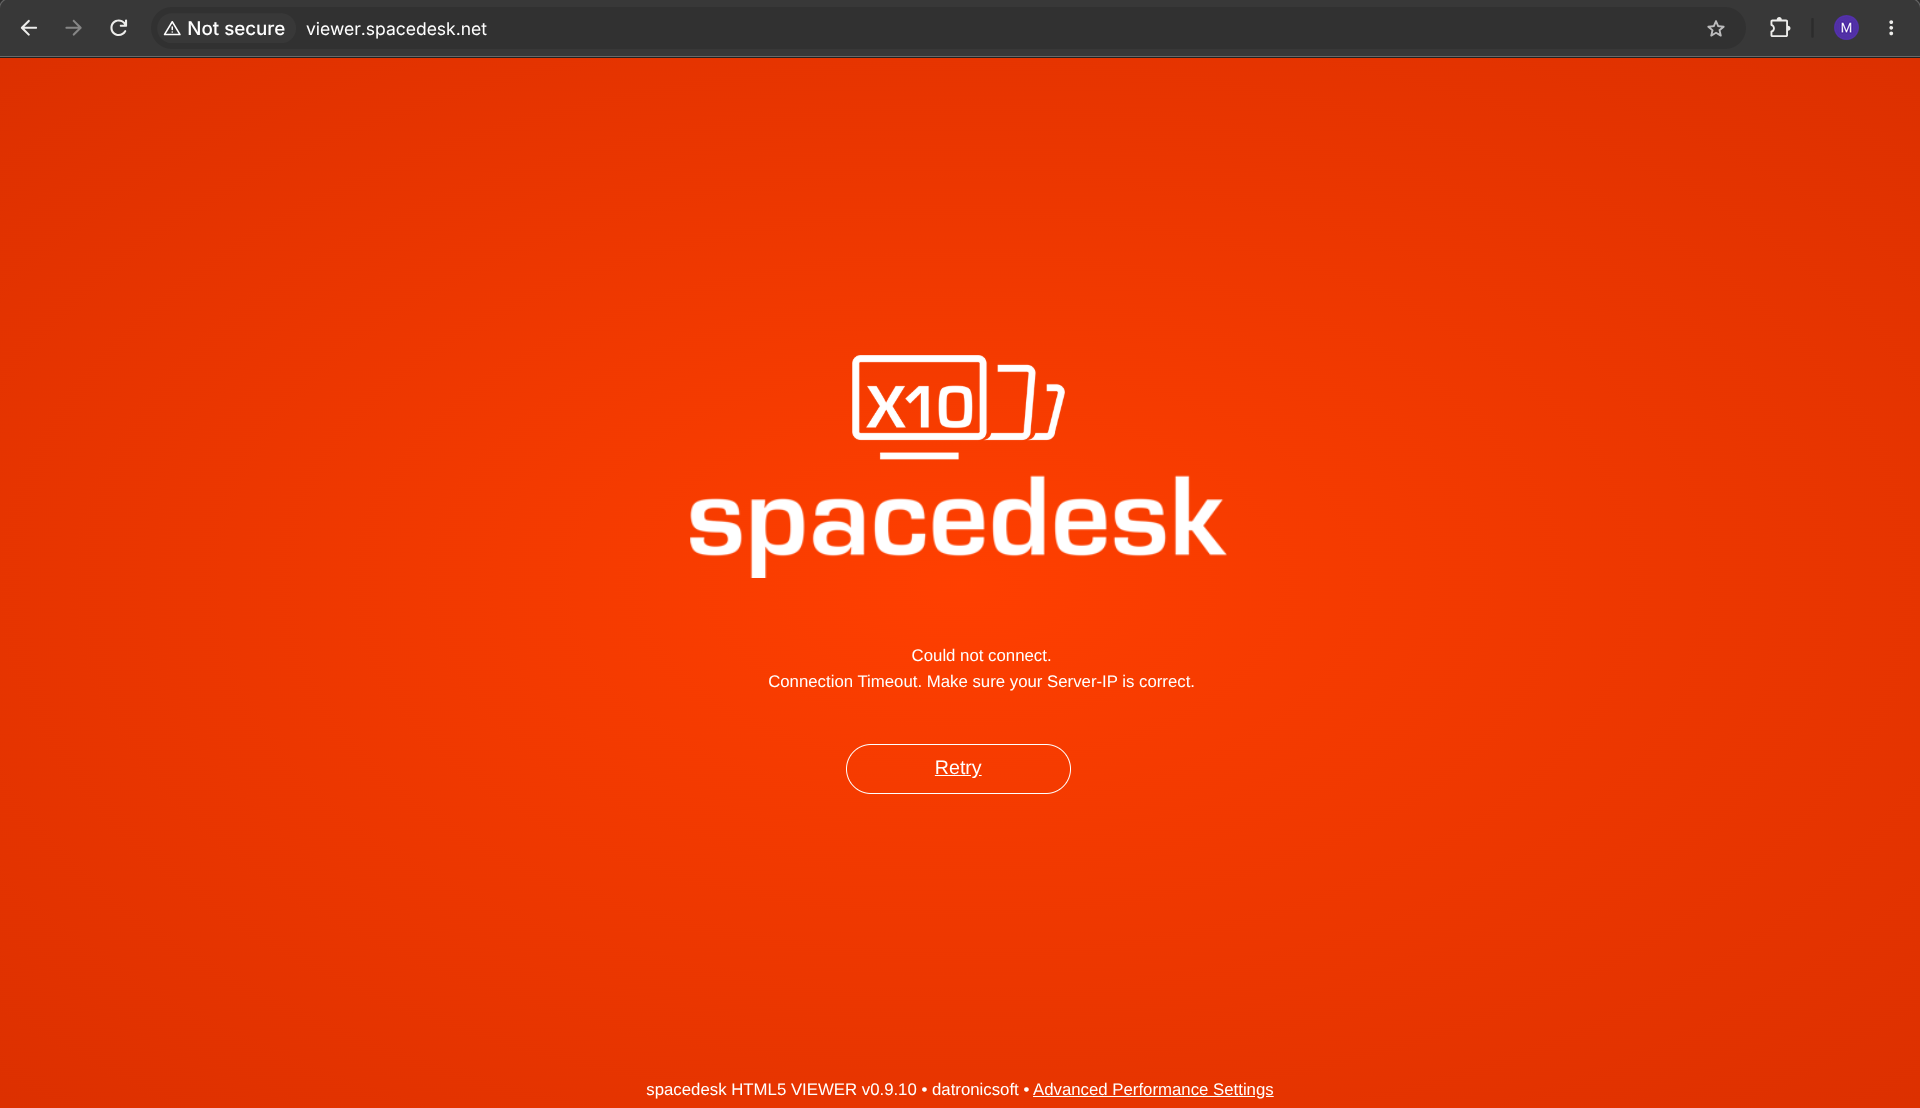 Not secure viewer.spacedesk.net
M
X10
spacedesk
Could not connect.
Connection Timeout. Make sure your Server-IP is correct.
Retry
spacedesk HTML5 VIEWER v0.9.10 • datronicsoft • Advanced Performance Settings